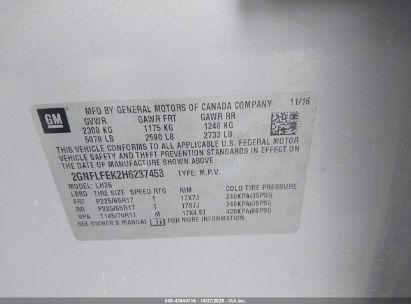 GM
MFD BY GENERAL MOTORS OF CANADA COMPANY
11/16
GVWR GAWR FRT GAWR RR
2300 KG 1175 KG 1240 KG
5070 LB 2590 LB 2733 LB
THIS VEHICLE CONFORMS TO ALL APPLICABLE U.S. FEDERAL MOTOR
VEHICLE SAFETY AND THEFT PREVENTION STANDARDS IN EFFECT ON
THE DATE OF MANUFACTURE SHOWN ABOVE.
2GNFLFEK2H6237453 TYPE: M.P.V.
MODEL: LH26
TIRE SIZE SPEED RTG RIM COLD TIRE PRESSURE
FRT P225/65R17 T 17X7J 240KPA(35PSI)
RR P225/65R17 T 17X7J 240KPA(35PSI)
SPA T145/70R17 M 17X4.5T 420KPA(60PSI)
SEE OWNER'S MANUAL FOR MORE INFORMATION.